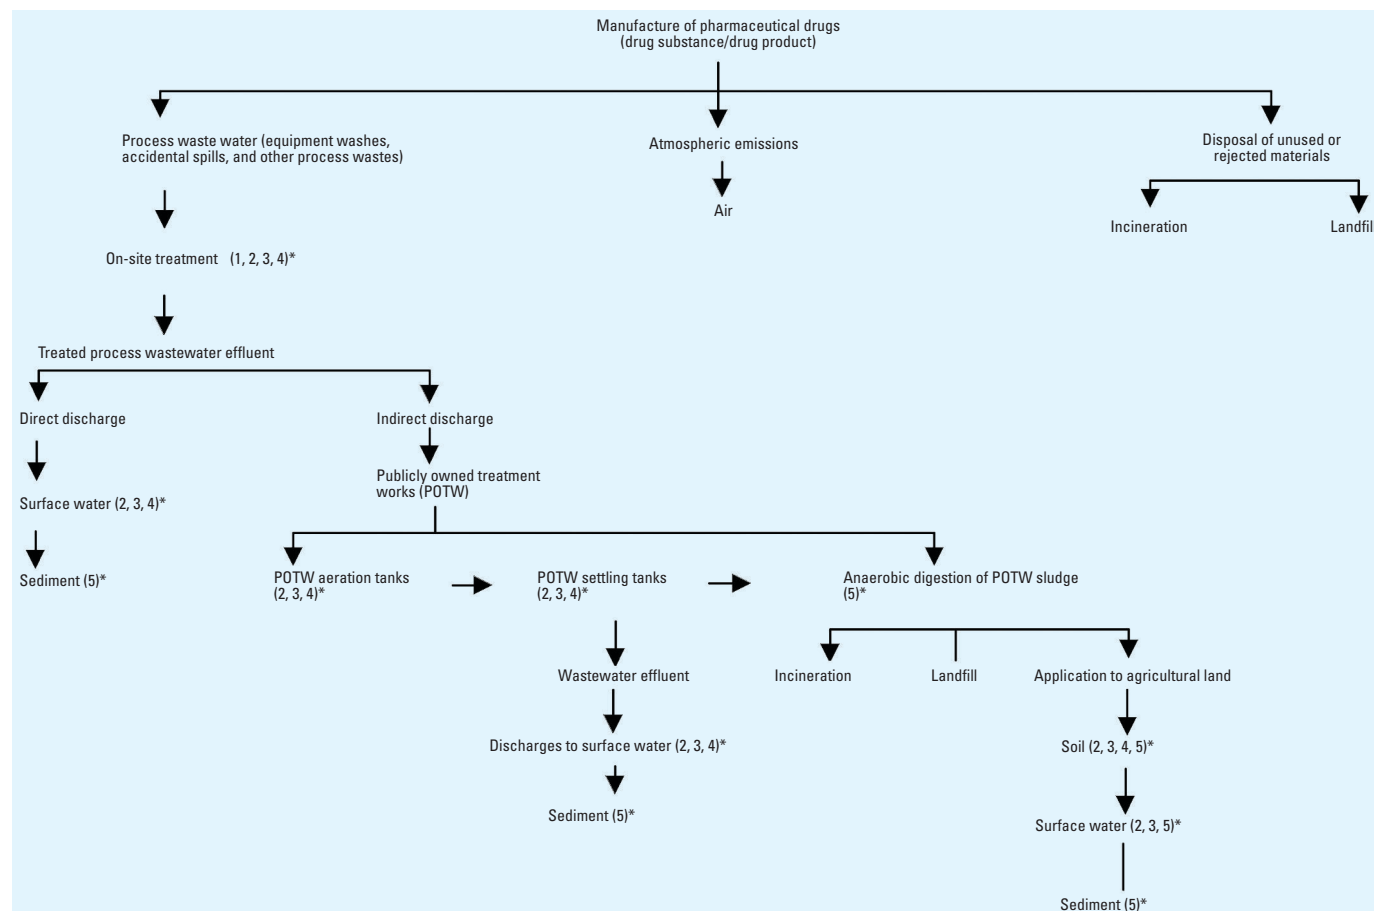 Manufacture of pharmaceutical drugs
(drug substance/drug product)
Process waste water (equipment washes,
accidental spills, and other process wastes)
Atmospheric emissions
Disposal of unused or
rejected materials
Air
Incineration
Landfill
On-site treatment (1, 2, 3, 4)*
Treated process wastewater effluent
Direct discharge
Indirect discharge
Publicly owned treatment
works (POTW)
Surface water (2, 3, 4)*
Sediment (5)*
POTW aeration tanks
(2, 3, 4)*
POTW settling tanks
(2, 3, 4)*
Anaerobic digestion of POTW sludge
(5)*
Wastewater effluent
Incineration
Landfill
Application to agricultural land
Discharges to surface water (2, 3, 4)*
Soil (2, 3, 4, 5)*
Sediment (5)*
Surface water (2, 3, 5)*
Sediment (5)*